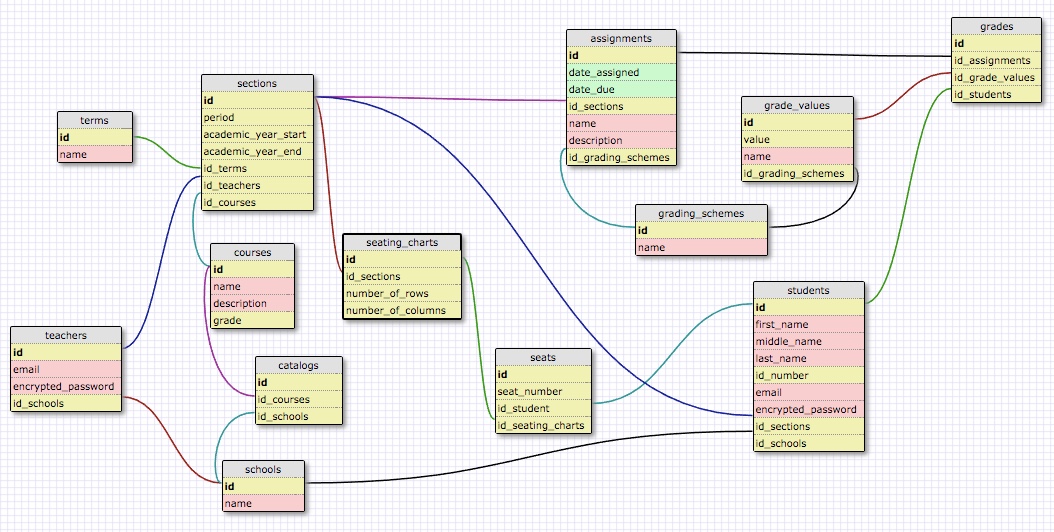 terms
id
name
sections
id
period
academic_year_start
academic_year_end
id_terms
id_teachers
id_courses
assignments
id
date_assigned
date_due
id_sections
name
description
id_grading_schemes
grades
id
id_assignments
id_grade_values
id_students
grade_values
id
value
name
id_grading_schemes
grading_schemes
id
name
courses
id
name
description
grade
seating_charts
id
id_sections
number_of_rows
number_of_columns
students
id
first_name
middle_name
last_name
id_number
email
encrypted_password
id_sections
id_schools
teachers
id
email
encrypted_password
id_schools
catalogs
id
id_courses
id_schools
seats
id
seat_number
id_student
id_seating_charts
schools
id
name